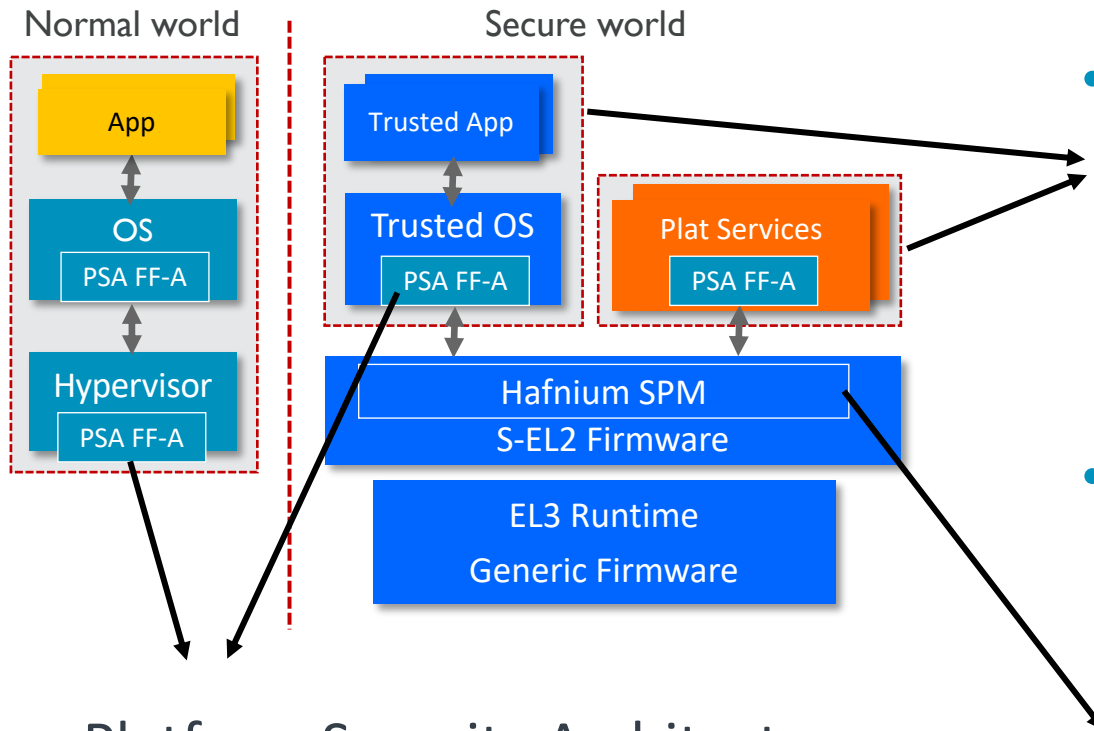 Normal world
Secure world
App
OS
PSA FF-A
Hypervisor
PSA FF-A
Trusted App
Trusted OS
PSA FF-A
Plat Services
PSA FF-A
Hafnium SPM
S-EL2 Firmware
EL3 Runtime
Generic Firmware